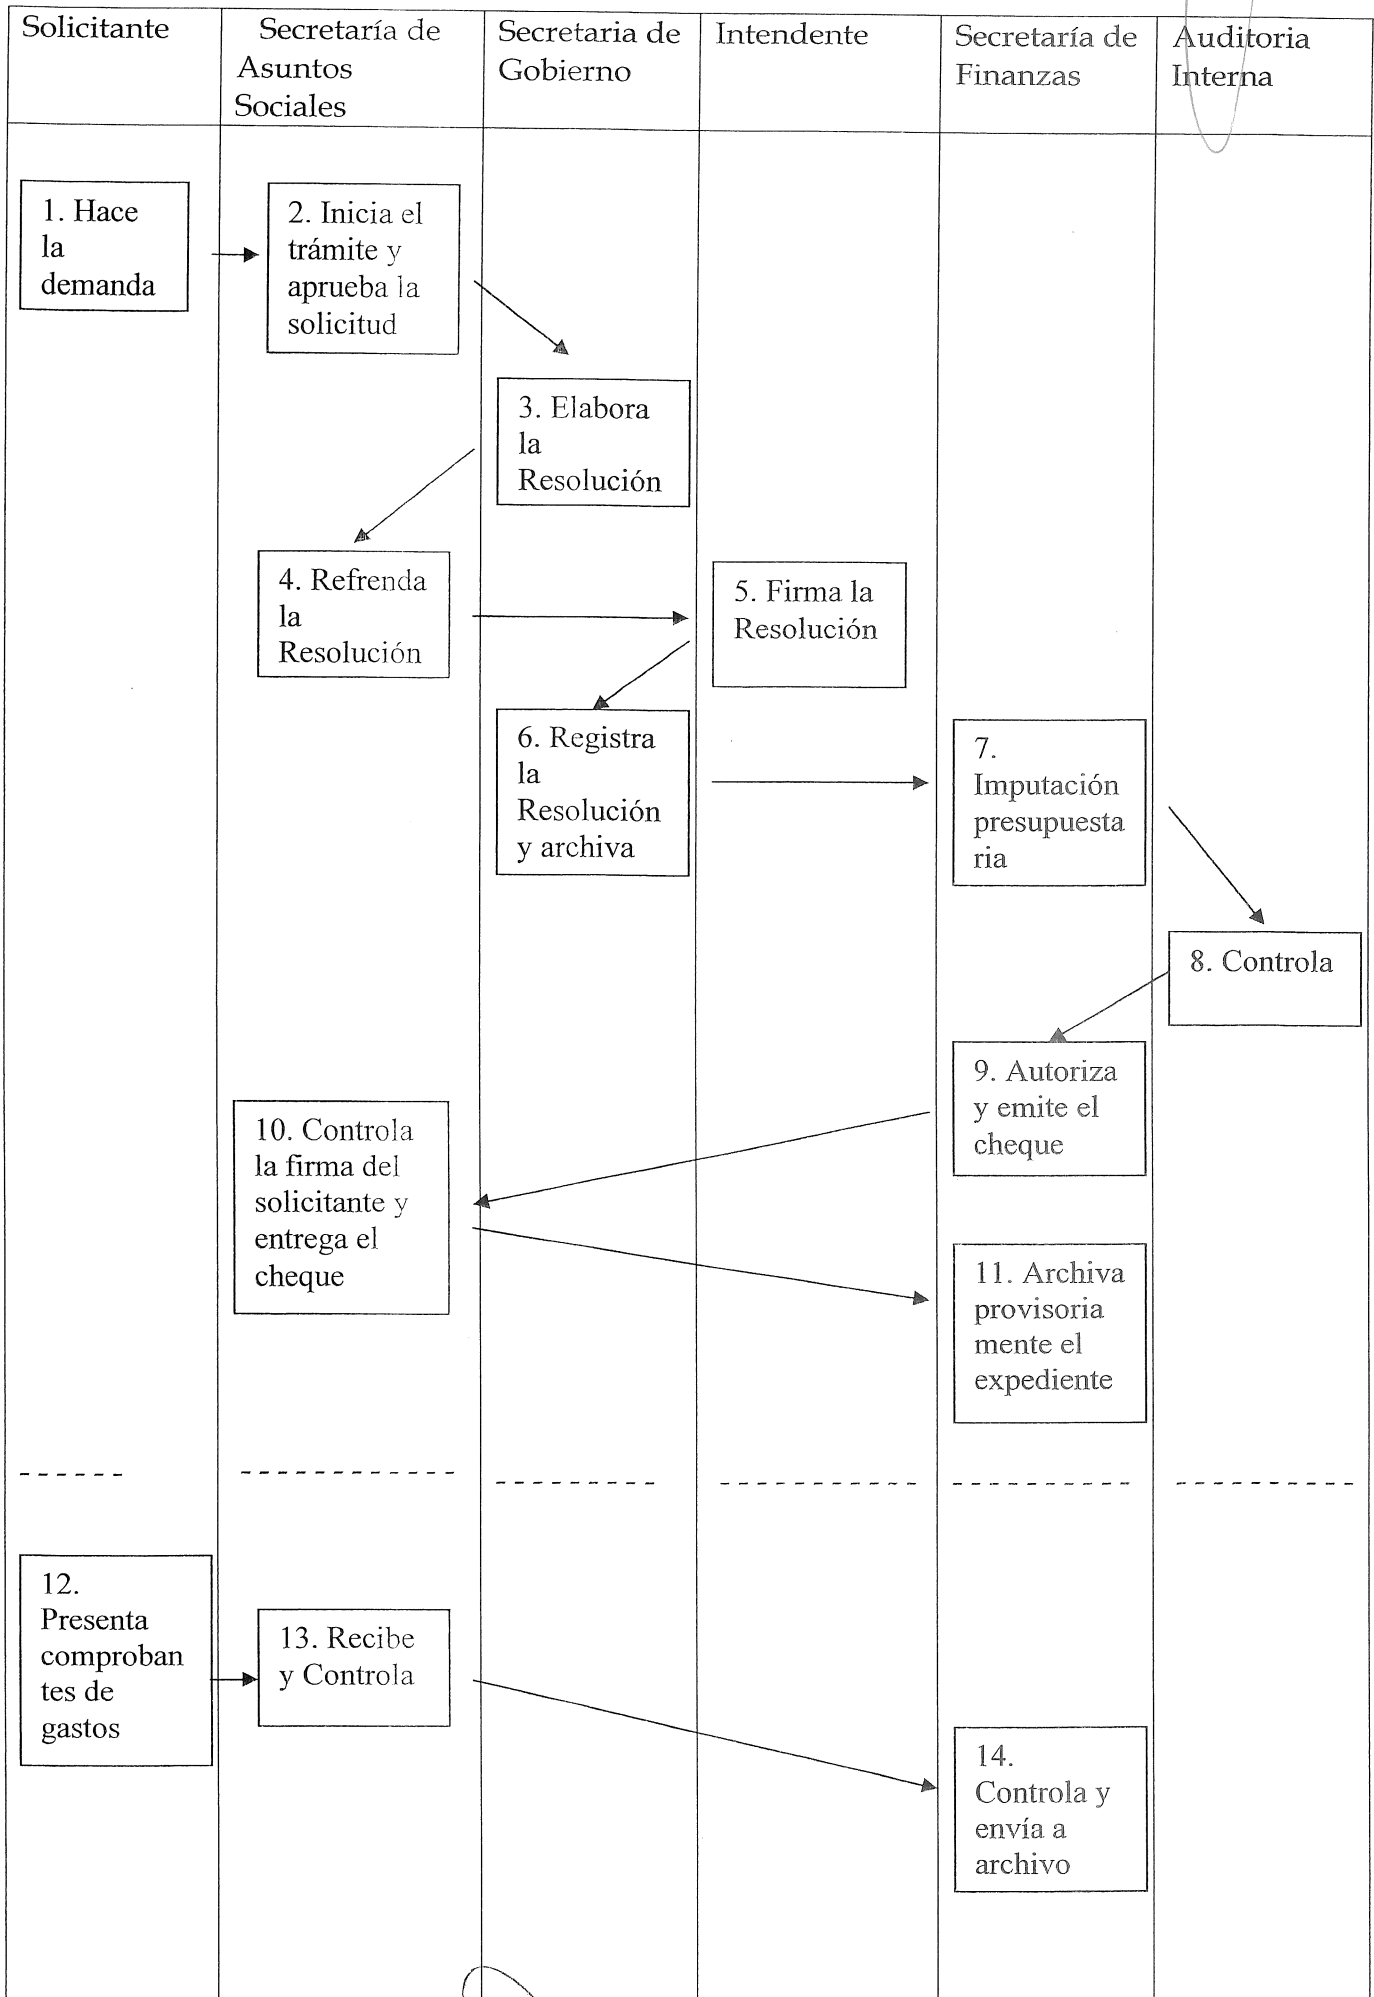 Solicitante
Secretaría de
Asuntos
Sociales
Secretaria de
Gobierno
Intendente
Secretaría de
Finanzas
Auditoria
Interna
1. Hace
la
demanda
2. Inicia el
trámite y
aprueba la
solicitud
3. Elabora
la
Resolución
4. Refrenda
la
Resolución
5. Firma la
Resolución
6. Registra
la
Resolución
y archiva
7.
Imputación
presupuesta
ria
8. Controla
9. Autoriza
y emite el
cheque
10. Controla
la firma del
solicitante y
entrega el
cheque
11. Archiva
provisoria
mente el
expediente
12.
Presenta
comproban
tes de
gastos
13. Recibe
y Controla
14.
Controla y
envía a
archivo